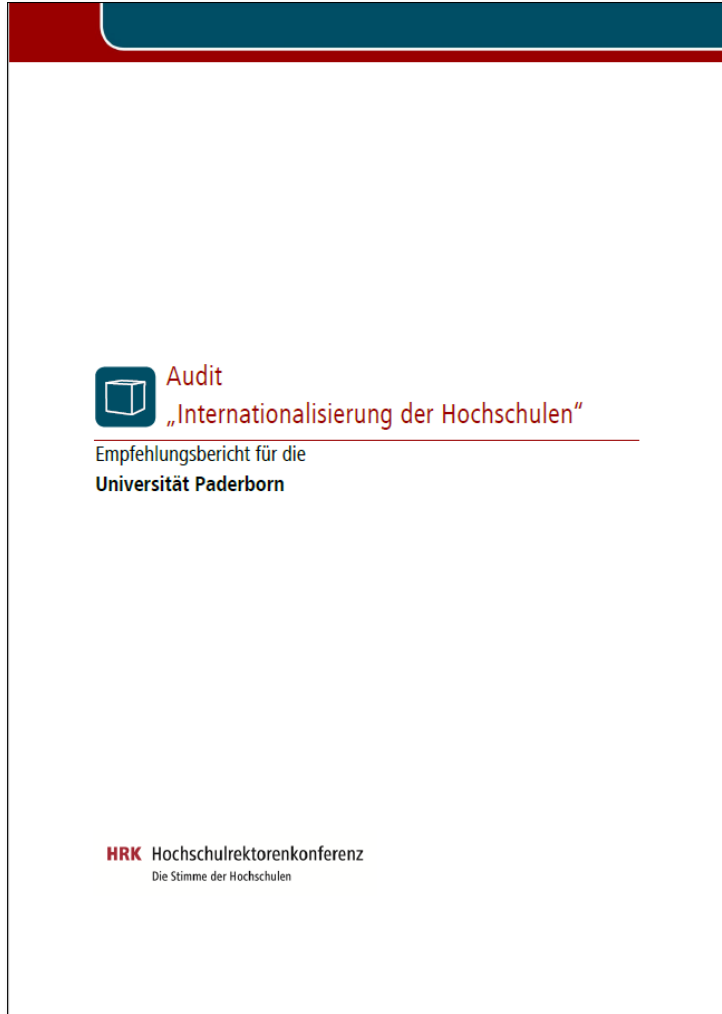 Audit
„Internationalisierung der Hochschulen“
Empfehlungsbericht für die
Universität Paderborn
HRK Hochschulrektorenkonferenz
Die Stimme der Hochschulen